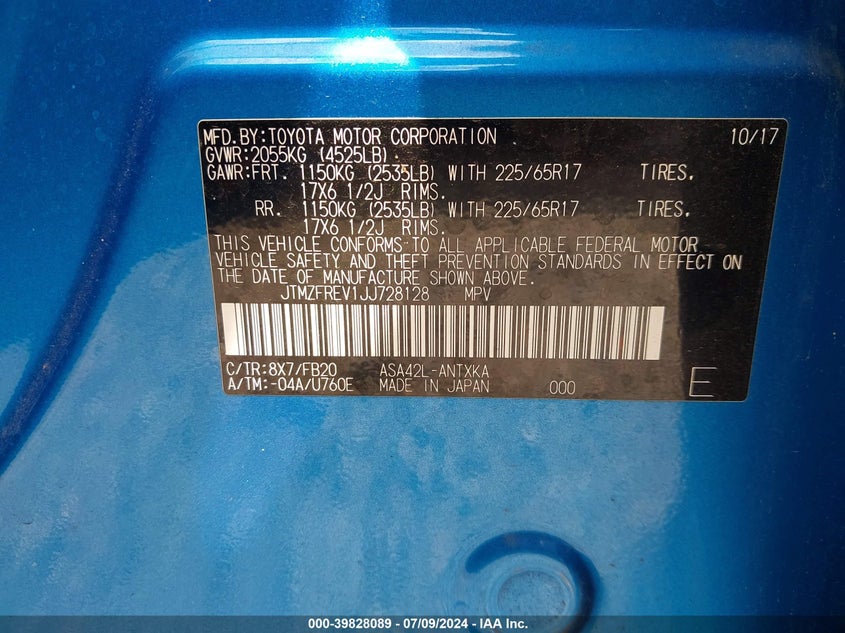 MFD.BY:TOYOTA MOTOR CORPORATION 10/17
GVWR:2055KG (4525LB)
GAWR:FRT. 1150KG (2535LB) WITH 225/65R17 TIRES.
17X6 1/2J RIMS.
RR. 1150KG (2535LB) WITH 225/65R17 TIRES.
17X6 1/2J RIMS.
THIS VEHICLE CONFORMS TO ALL APPLICABLE FEDERAL MOTOR
VEHICLE SAFETY AND THEFT PREVENTION STANDARDS IN EFFECT ON
THE DATE OF MANUFACTURE SHOWN ABOVE.
JTMZFREV1JJ728128 MPV
C/TR:8X7/FB20 ASA42L-ANTXKA
A/TM:-04A/U760E MADE IN JAPAN 000 E
000-39828089 - 07/09/2024 - IAA Inc.